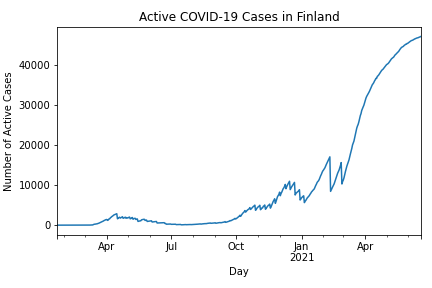 Active COVID-19 Cases in Finland
Number of Active Cases
40000
30000
20000
10000
0
Apr
Jul
Oct
Jan
2021
Apr
Day